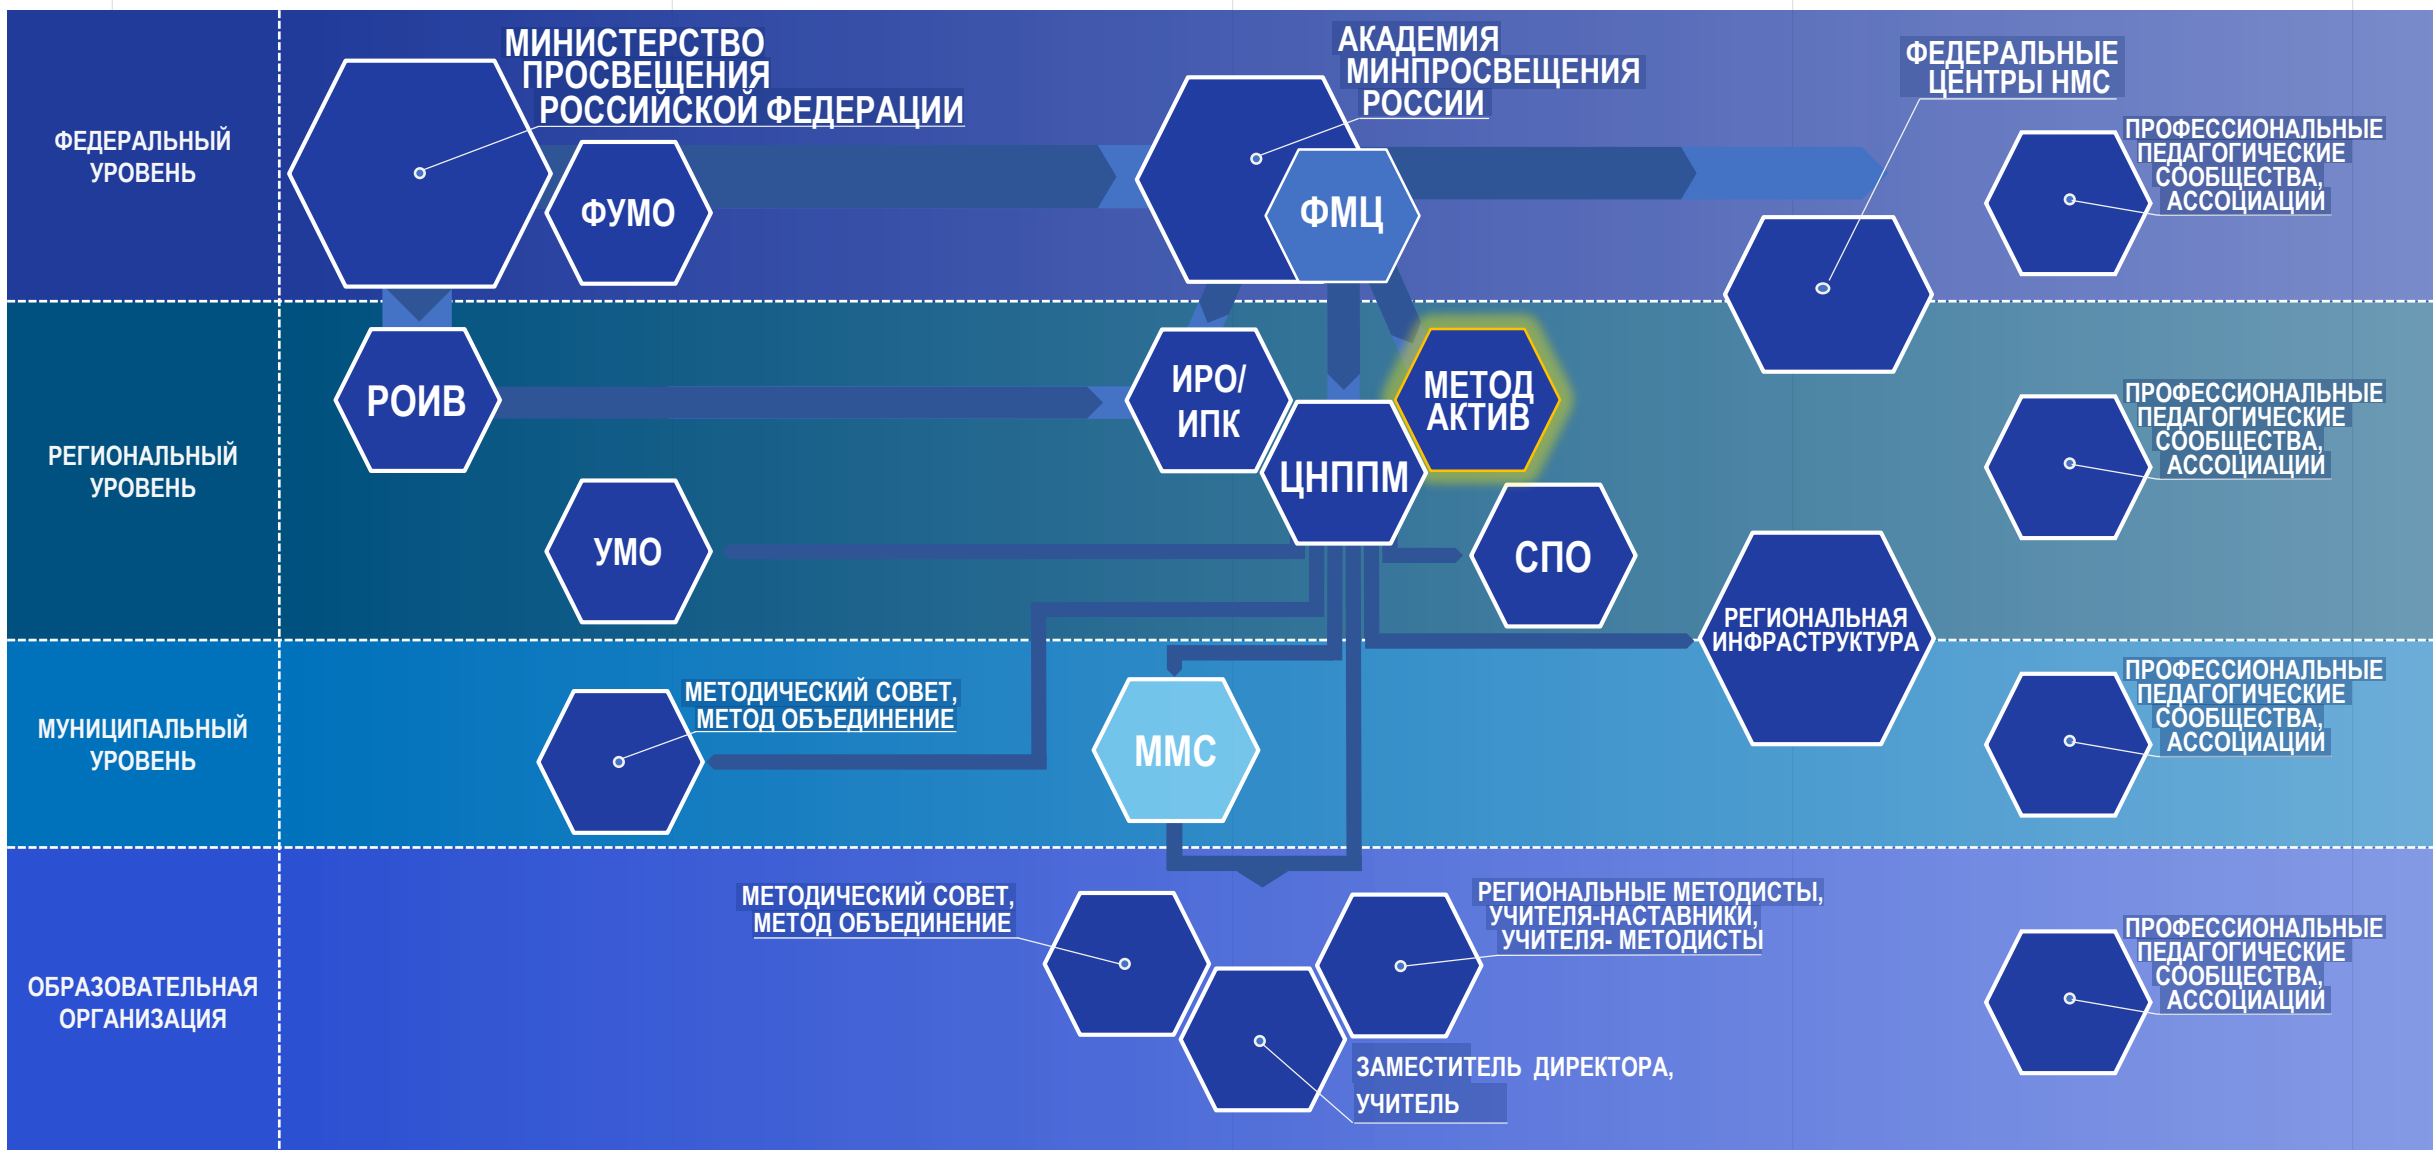 ФЕДЕРАЛЬНЫЙ
УРОВЕНЬ
МИНИСТЕРСТВО
ПРОСВЕЩЕНИЯ
РОССИЙСКОЙ ФЕДЕРАЦИИ
ФУМО
АКАДЕМИЯ
МИНПРОСВЕЩЕНИЯ
РОССИИ
ФМЦ
ФЕДЕРАЛЬНЫЕ
ЦЕНТРЫ НМС
ПРОФЕССИОНАЛЬНЫЕ
ПЕДАГОГИЧЕСКИЕ
СООБЩЕСТВА,
АССОЦИАЦИИ
РЕГИОНАЛЬНЫЙ
УРОВЕНЬ
РОИВ
ИРО/
ИПК
МЕТОД
АКТИВ
ЦНППМ
УМО
СПО
РЕГИОНАЛЬНАЯ
ИНФРАСТРУКТУРА
ПРОФЕССИОНАЛЬНЫЕ
ПЕДАГОГИЧЕСКИЕ
СООБЩЕСТВА,
АССОЦИАЦИИ
МУНИЦИПАЛЬНЫЙ
УРОВЕНЬ
МЕТОДИЧЕСКИЙ СОВЕТ,
МЕТОД ОБЪЕДИНЕНИЕ
ММС
ПРОФЕССИОНАЛЬНЫЕ
ПЕДАГОГИЧЕСКИЕ
СООБЩЕСТВА,
АССОЦИАЦИИ
ОБРАЗОВАТЕЛЬНАЯ
ОРГАНИЗАЦИЯ
МЕТОДИЧЕСКИЙ СОВЕТ,
МЕТОД ОБЪЕДИНЕНИЕ
РЕГИОНАЛЬНЫЕ МЕТОДИСТЫ,
УЧИТЕЛЯ-НАСТАВНИКИ,
УЧИТЕЛЯ- МЕТОДИСТЫ
ЗАМЕСТИТЕЛЬ ДИРЕКТОРА,
УЧИТЕЛЬ
ПРОФЕССИОНАЛЬНЫЕ
ПЕДАГОГИЧЕСКИЕ
СООБЩЕСТВА,
АССОЦИАЦИИ